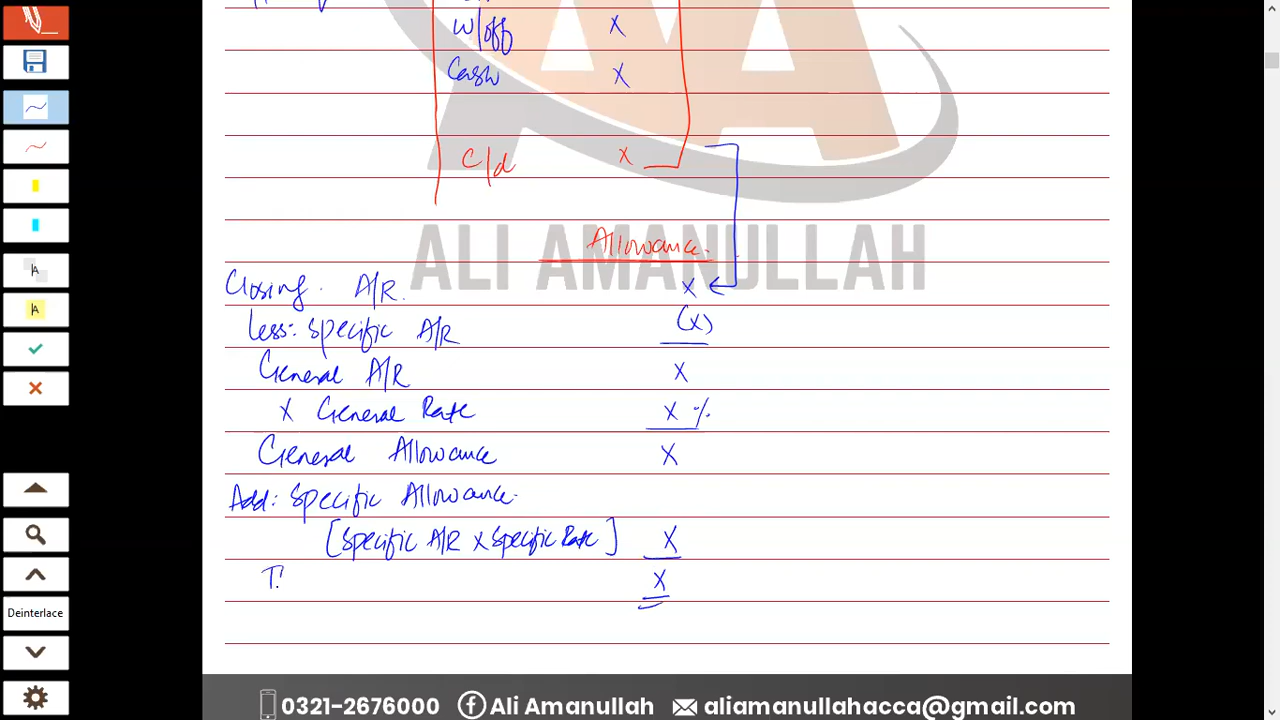 w/off X
Cash X
C/d X
Allowance
ALI AMANULLAH
Closing A/R. X
Less: Specific A/R (X)
General A/R X
X General Rate X %
General Allowance X
Add: Specific Allowance.
[Specific A/R X Specific Rate] X
T X
Deinterlace
0321-2676000 Ali Amanullah aliamanullahacca@gmail.com